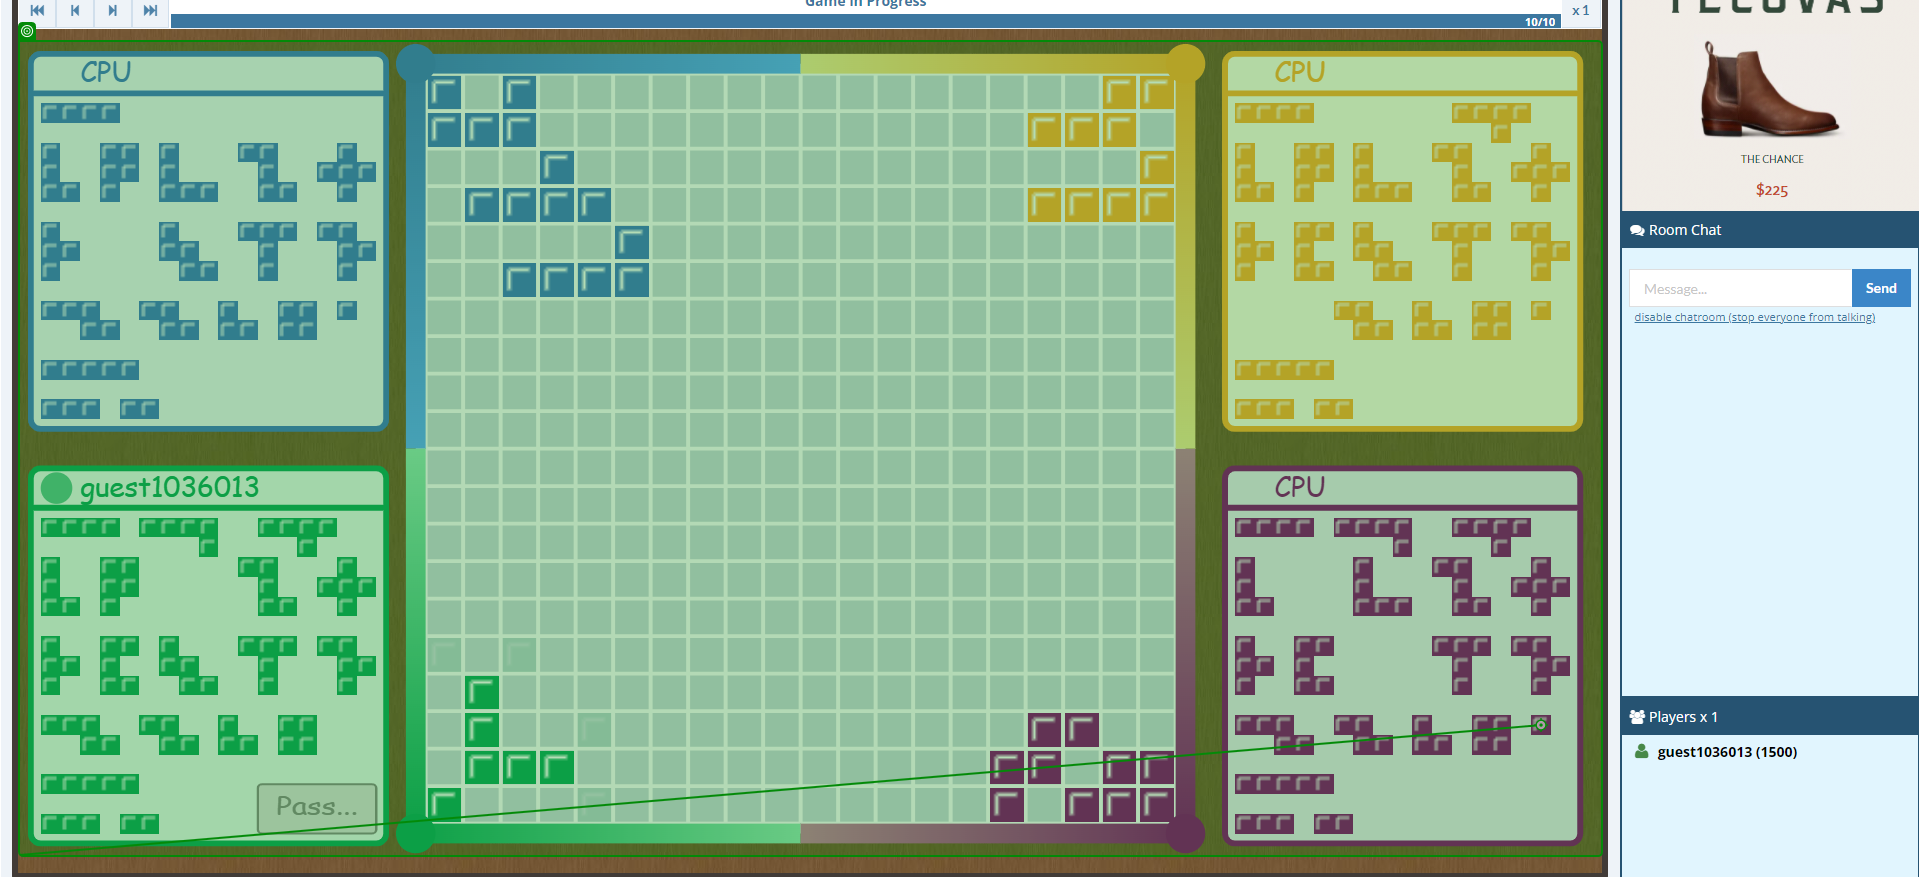 Game in Progress
10/10
x 1
CPU
CPU
guest1036013
Pass...
CPU
THE CHANCE
$225
Room Chat
Message...
Send
disable chatroom (stop everyone from talking)
Players x 1
guest1036013 (1500)